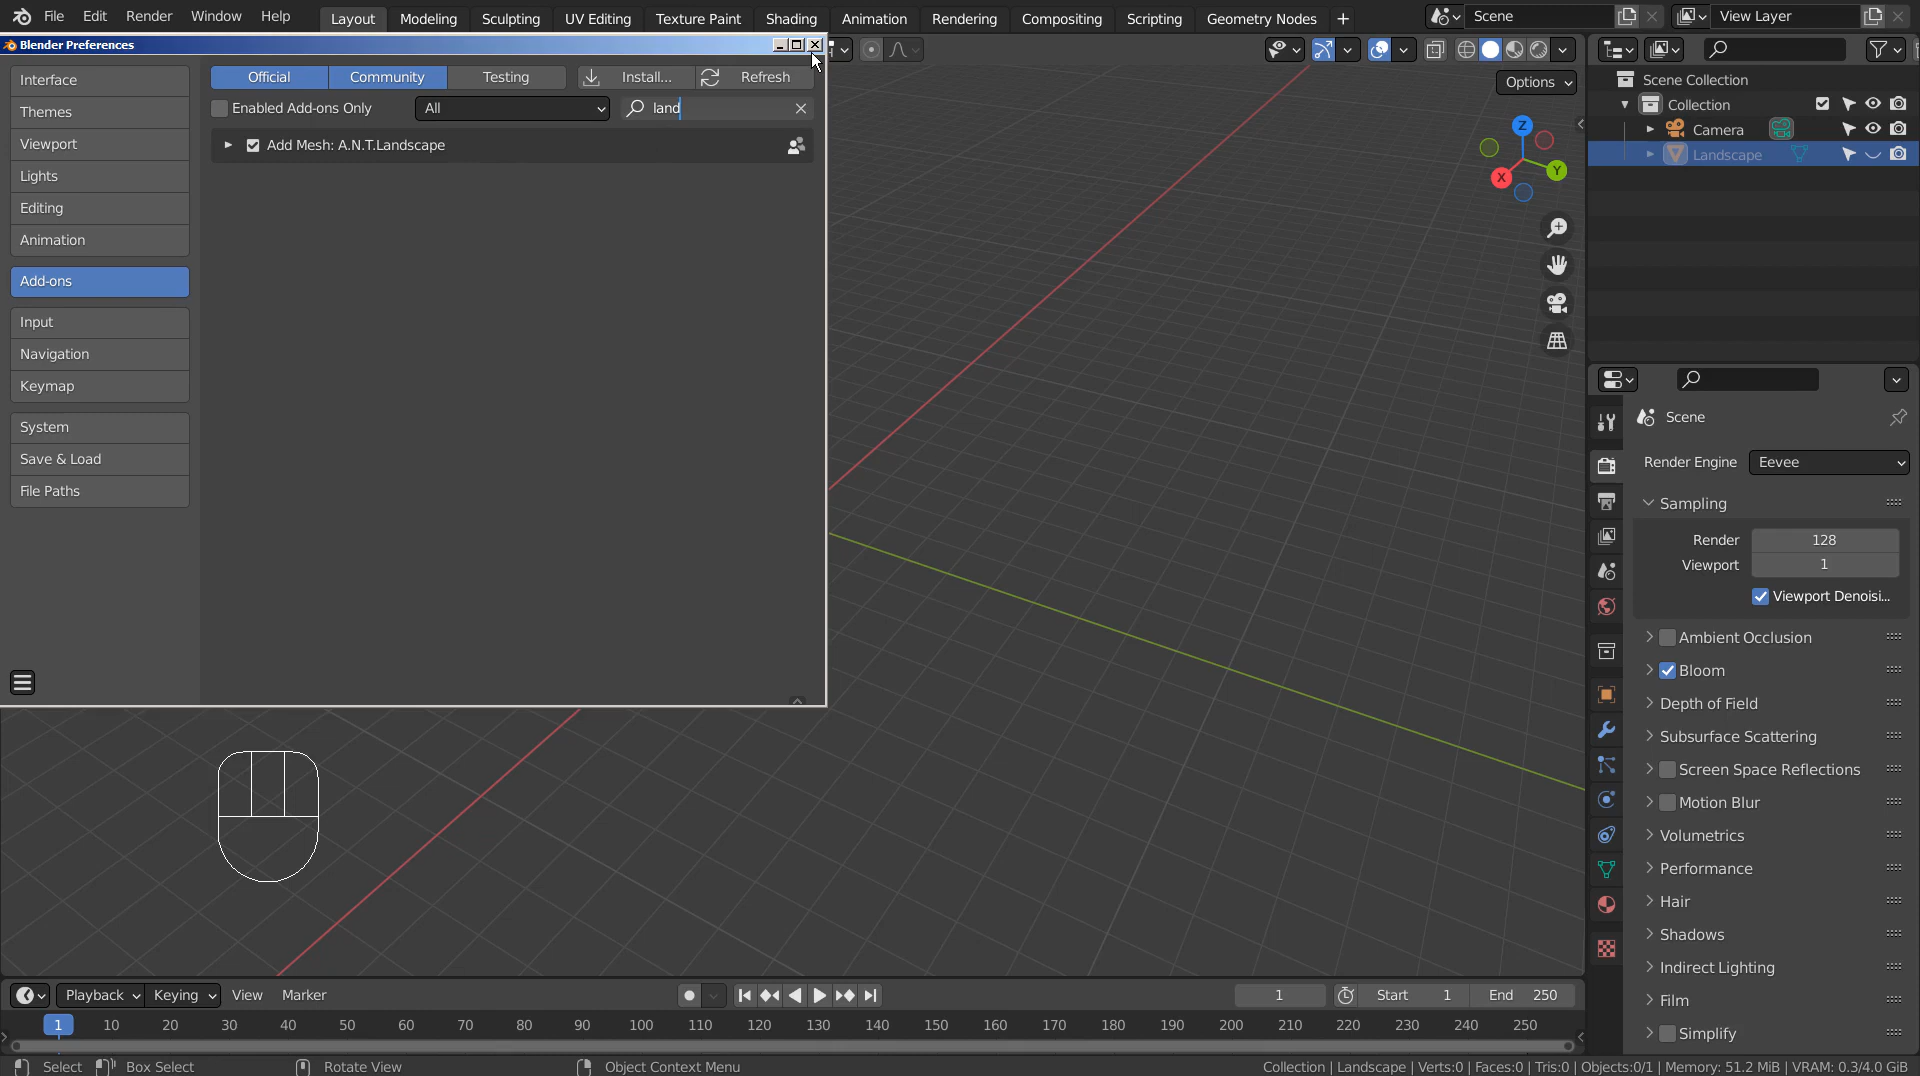 File Edit Render Window Help Layout Modeling Sculpting UV Editing Texture Paint Shading Animation Rendering Compositing Scripting Geometry Nodes + Scene View Layer
Blender Preferences
Interface
Themes
Viewport
Lights
Editing
Animation
Add-ons
Input
Navigation
Keymap
System
Save & Load
File Paths
Official Community Testing Install... Refresh
Enabled Add-ons Only All land
Add Mesh: A.N.T.Landscape
Options
Z
Y
X
Scene Collection
Collection
Camera
Landscape
Scene
Render Engine Eevee
Sampling
Render 128
Viewport 1
Viewport Denoisi...
Ambient Occlusion
Bloom
Depth of Field
Subsurface Scattering
Screen Space Reflections
Motion Blur
Volumetrics
Performance
Hair
Shadows
Indirect Lighting
Film
Simplify
Playback Keying View Marker 1 Start 1 End 250
1 10 20 30 40 50 60 70 80 90 100 110 120 130 140 150 160 170 180 190 200 210 220 230 240 250
Select Box Select Rotate View Object Context Menu Collection | Landscape | Verts:0 | Faces:0 | Tris:0 | Objects:0/1 | Memory: 51.2 MiB | VRAM: 0.3/4.0 GiB